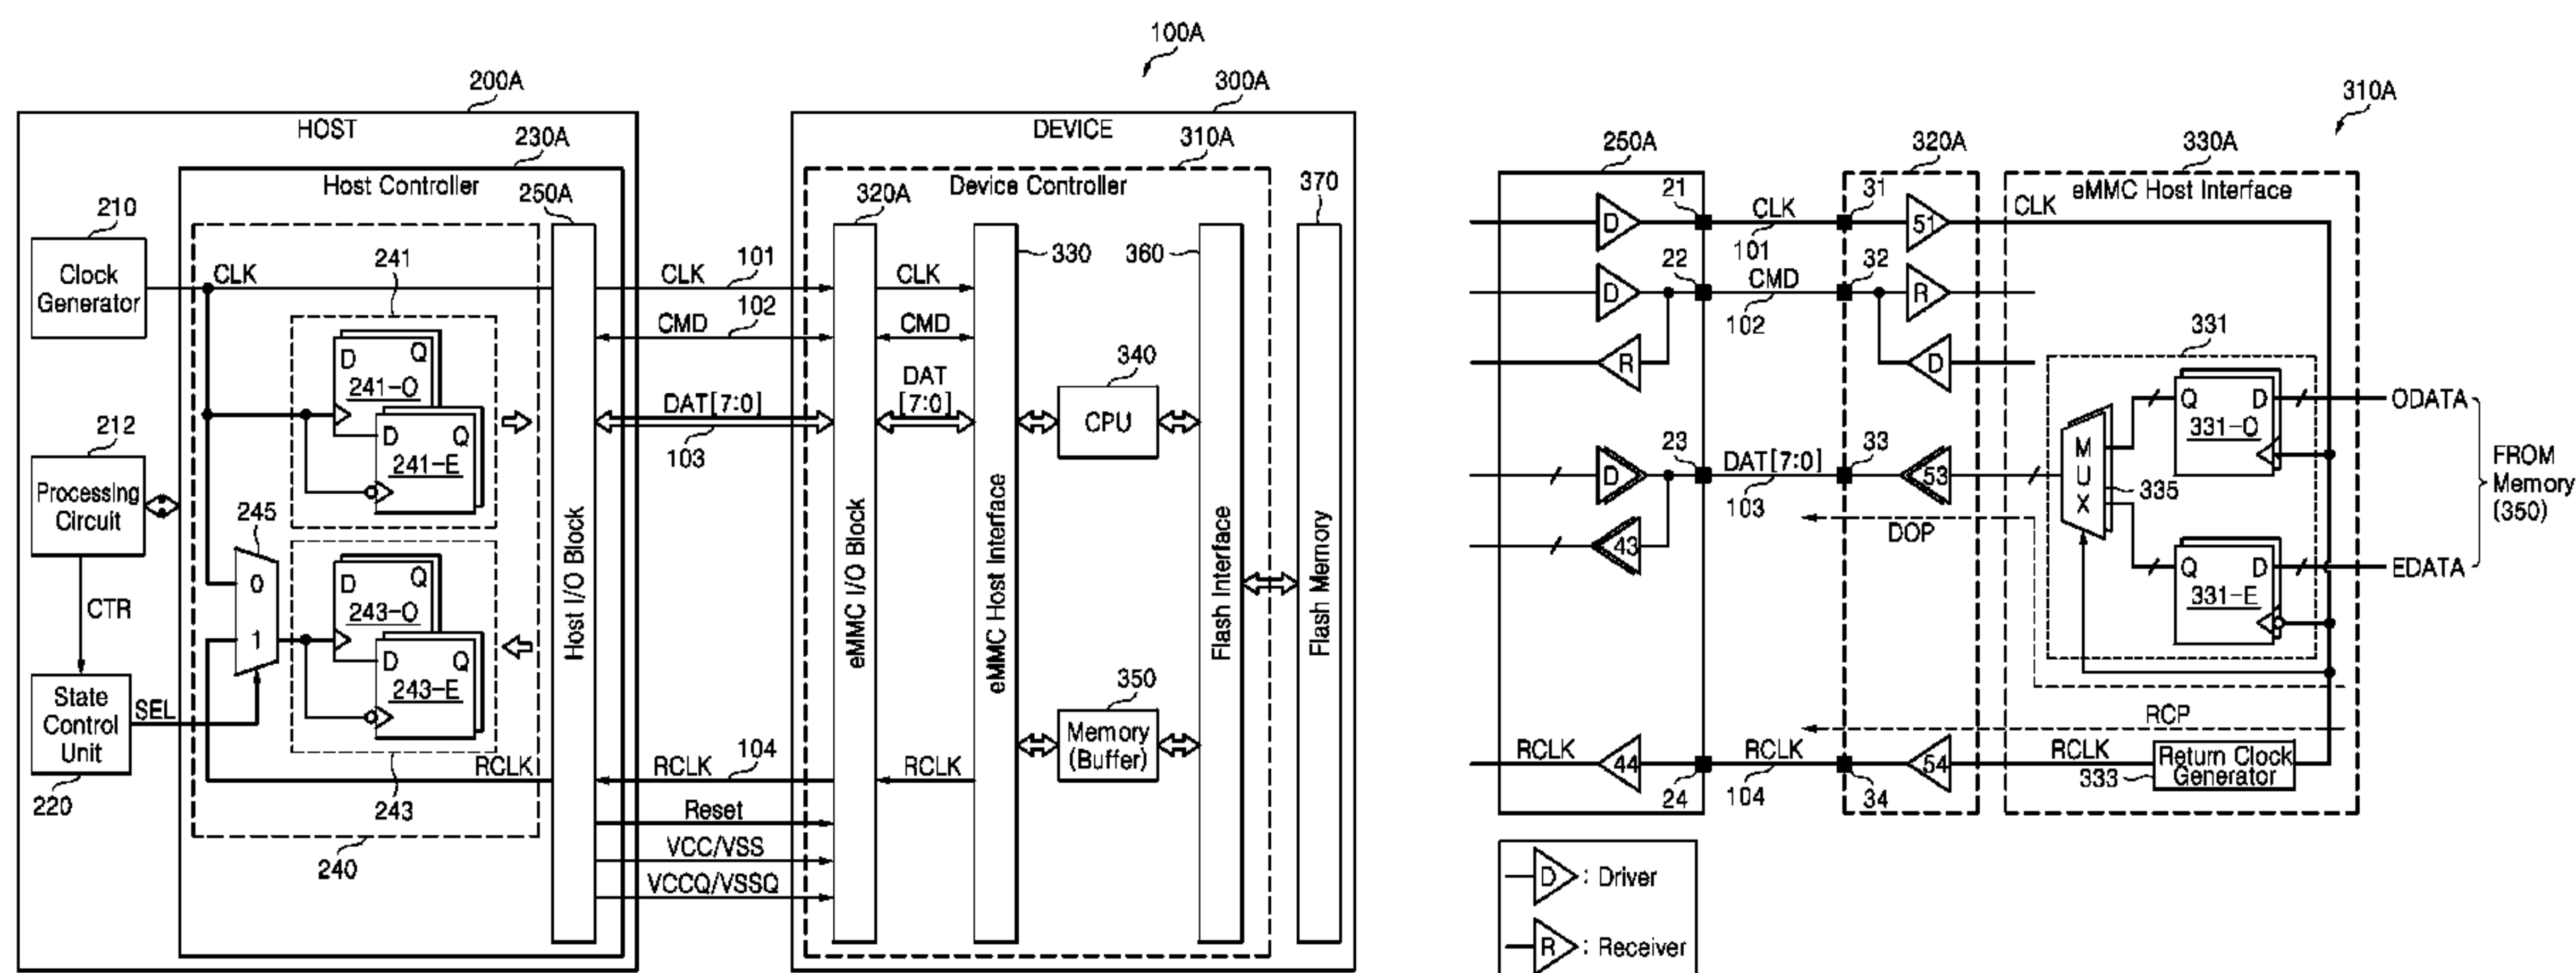 100A
200A
HOST
230A
Host Controller
250A
210
Clock
Generator
CLK
241
D Q
241-O
D Q
241-E
212
Processing
Circuit
CTR
245
0
1
D Q
243-O
D Q
243-E
State
Control
Unit
SEL
220
243
RCLK
240
Host I/O Block
CLK
101
102
CMD
DAT[7:0]
103
104
RCLK
Reset
VCC/VSS
VCCQ/VSSQ
300A
DEVICE
310A
Device Controller
320A
370
CLK
CMD
DAT
[7:0]
RCLK
eMMC I/O Block
eMMC Host Interface
330
360
340
CPU
350
Memory
(Buffer)
Flash Interface
Flash Memory
310A
250A
320A
330A
eMMC Host Interface
D
21
CLK
101
31
51
CLK
D
22
CMD
102
32
R
R
D
331
D
23
DAT[7:0]
103
33
53
43
DOP
MUX
335
Q D
331-O
Q D
331-E
ODATA
EDATA
FROM
Memory
(350)
RCP
RCLK
44
24
RCLK
104
34
54
RCLK
333
Return Clock
Generator
D : Driver
R : Receiver